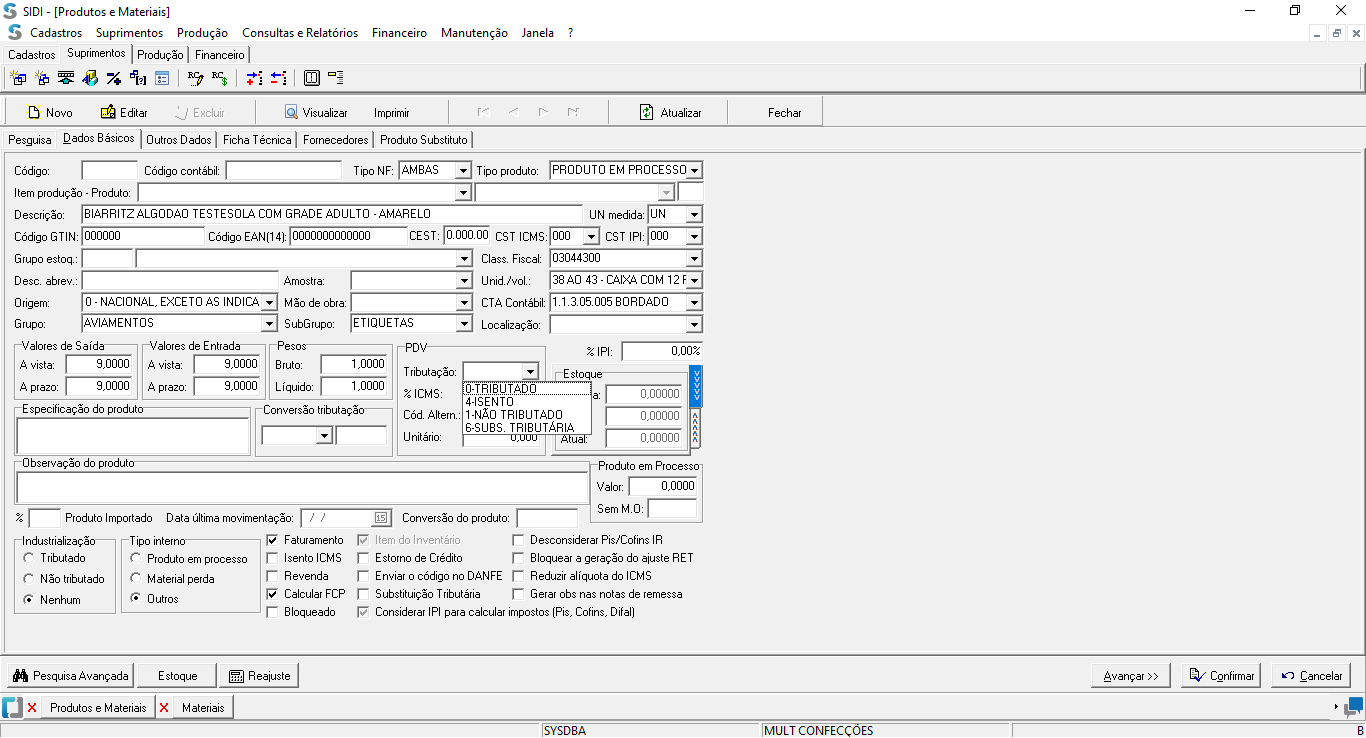 SIDI - [Produtos e Materiais]
Cadastros Suprimentos Produção Consultas e Relatórios Financeiro Manutenção Janela ?
Cadastros Suprimentos Produção Financeiro
Novo Editar Excluir Visualizar Imprimir Atualizar Fechar
Pesquisa Dados Básicos Outros Dados Ficha Técnica Fornecedores Produto Substituto
Código: Código contábil: Tipo NF: AMBAS Tipo produto: PRODUTO EM PROCESSO
Item produção - Produto:
Descrição: BIARRITZ ALGODAO TESTESOLA COM GRADE ADULTO - AMARELO UN medida: UN
Código GTIN: 000000 Código EAN(14): 0000000000000 CEST: 0.000.00 CST ICMS: 000 CST IPI: 000
Grupo estoq.: Class. Fiscal: 03044300
Desc. abrev.: Amostra: Unid./vol.: 38 AO 43 - CAIXA COM 12 F
Origem: 0 - NACIONAL, EXCETO AS INDICA Mão de obra: CTA Contábil: 1.1.3.05.005 BORDADO
Grupo: AVIAMENTOS SubGrupo: ETIQUETAS Localização:
Valores de Saída Valores de Entrada Pesos PDV % IPI: 0,00%
A vista: 9,0000 A vista: 9,0000 Bruto: 1,0000 Tributação: Estoque
A prazo: 9,0000 A prazo: 9,0000 Líquido: 1,0000 % ICMS: 0-TRIBUTADO a: 0,00000
4-ISENTO
Especificação do produto Conversão tributação Cód. Altern.: 1-NÃO TRIBUTADO 0,00000
6-SUBS. TRIBUTÁRIA
Unitário: 0,000 Atual: 0,00000
Observação do produto Produto em Processo
Valor: 0,0000
Sem M.O:
% Produto Importado Data última movimentação: / / 15 Conversão do produto:
Industrialização Tipo interno Faturamento Item do Inventário Desconsiderar Pis/Cofins IR
Tributado Produto em processo Isento ICMS Estorno de Crédito Bloquear a geração do ajuste RET
Não tributado Material perda Revenda Enviar o código no DANFE Reduzir alíquota do ICMS
Nenhum Outros Calcular FCP Substituição Tributária Gerar obs nas notas de remessa
Bloqueado Considerar IPI para calcular impostos (Pis, Cofins, Difal)
Pesquisa Avançada Estoque Reajuste Avançar >> Confirmar Cancelar
Produtos e Materiais Materiais
SYSDBA MULT CONFECÇÕES B